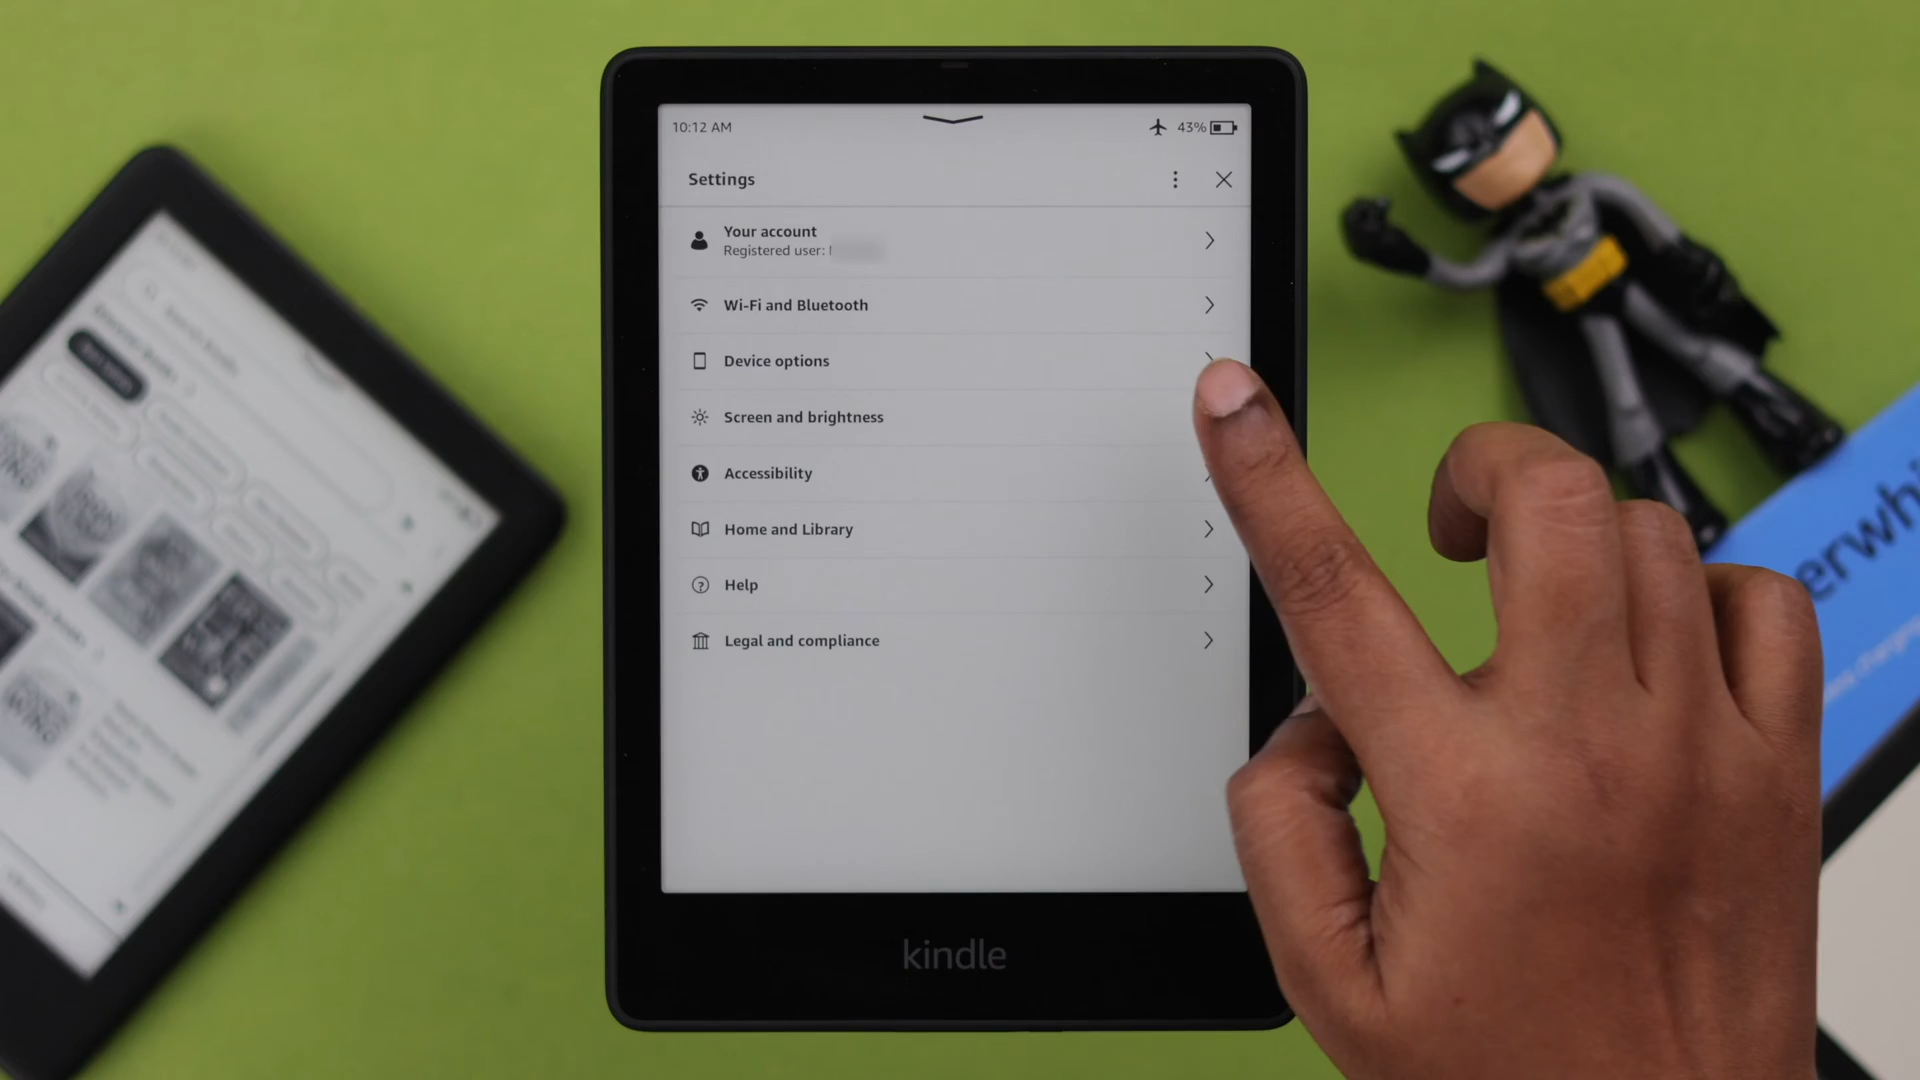 10:12 AM
43%
Settings
Your account
Registered user:
Wi-Fi and Bluetooth
Device options
Screen and brightness
Accessibility
Home and Library
Help
Legal and compliance
kindle
erwhi